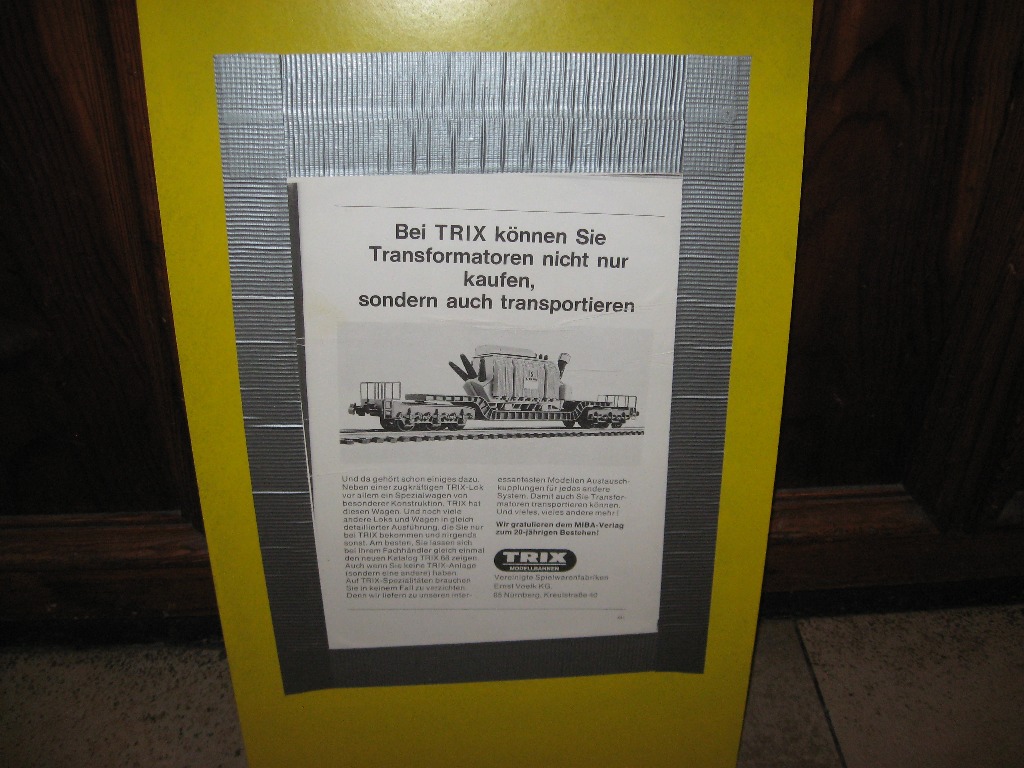 Bei TRIX können Sie
Transformatoren nicht nur
kaufen,
sondern auch transportieren
Und da gehört schon einiges dazu.
Neben einer zugkräftigen TRIX-Lok
vor allem ein Spezialwagen von
besonderer Konstruktion. TRIX hat
diesen Wagen. Und noch viele
andere Loks und Wagen in gleich
detaillierter Ausführung, die Sie nur
bei TRIX bekommen und nirgends
sonst. Am besten, Sie lassen sich
bei Ihrem Fachhändler gleich einmal
den neuen Katalog TRIX 68 zeigen.
Auch wenn Sie keine TRIX-Anlage
(sondern eine andere) haben.
Auf TRIX-Spezialitäten brauchen
Sie in keinem Fall zu verzichten.
Denn wir liefern zu unseren inter-
essantesten Modellen Austausch-
kupplungen für jedes andere
System. Damit auch Sie Transfor-
matoren transportieren können.
Und vieles, vieles andere mehr!
Wir gratulieren dem MIBA-Verlag
zum 20-jährigen Bestehen!
TRIX
MODELLBAHNEN
Vereinigte Spielwarenfabriken
Ernst Voelk KG,
85 Nürnberg, Kreulstraße 40